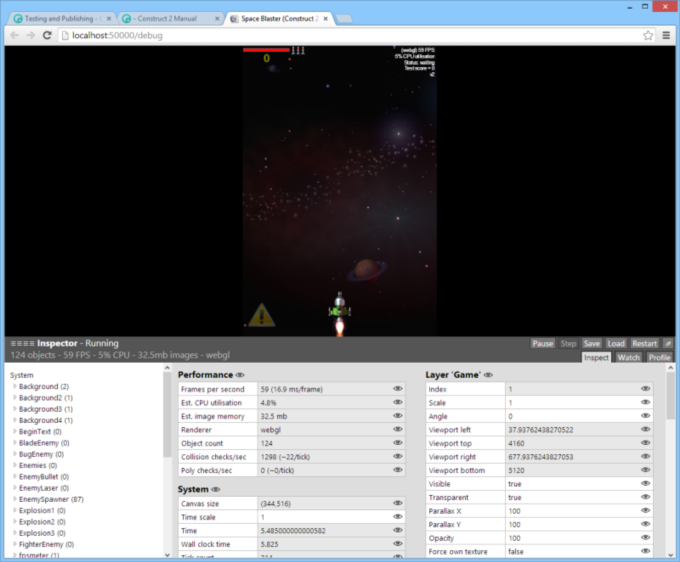 Testing and Publishing -
- Construct 2 Manual
Space Blaster (Construct 2
localhost:50000/debug
(webgl) 59 FPS
5% CPU utilisation
Status: waiting
Test score = 0
0
Inspector - Running
Pause Step Save Load Restart
124 objects - 59 FPS - 5% CPU - 32.5mb images - webgl
Inspect Watch Profile
System
Background (2)
Background2 (1)
Background3 (1)
Background4 (1)
BeginText (0)
BladeEnemy (0)
BugEnemy (0)
Enemies (0)
EnemyBullet (0)
EnemyLaser (0)
EnemySpawner (87)
Explosion1 (0)
Explosion2 (0)
Explosion3 (0)
FighterEnemy (0)
fpsmeter (1)
Performance
Frames per second 59 (16.9 ms/frame)
Est. CPU utilisation 4.8%
Est. image memory 32.5 mb
Renderer webgl
Object count 124
Collision checks/sec 1298 (~22/tick)
Poly checks/sec 0 (~0/tick)
System
Canvas size (344,516)
Time scale 1
Time 5.485000000000582
Wall clock time 5.825
Tick count 314
Layer 'Game'
Index 1
Scale 1
Angle 0
Viewport left 37.93762438270522
Viewport top 4160
Viewport right 677.9376243827053
Viewport bottom 5120
Visible true
Transparent true
Parallax X 100
Parallax Y 100
Opacity 100
Force own texture false